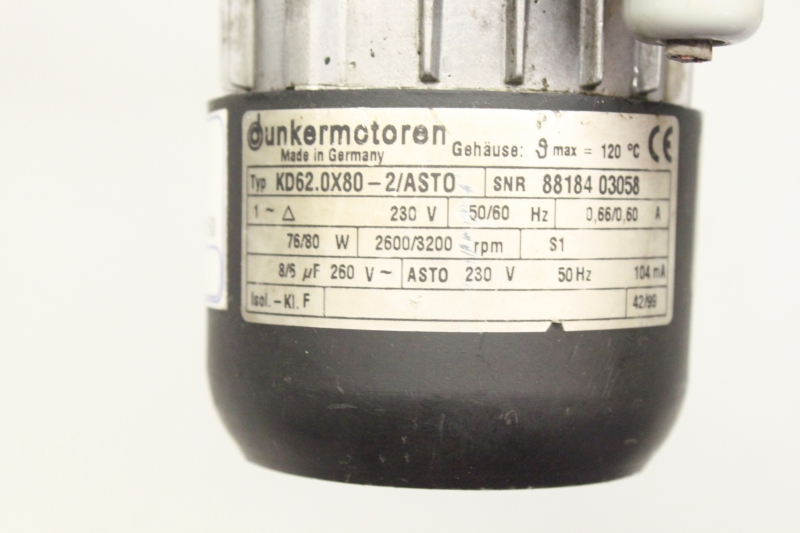 dunkermotoren
Made in Germany
Gehäuse: ϑ max = 120 °C CE
Typ KD62.0X80-2/ASTO SNR 88184 03058
1 ~ △ 230 V 50/60 Hz 0,66/0,60 A
76/80 W 2600/3200 rpm S1
8/6 µF 260 V ~ ASTO 230 V 50 Hz 104 mA
Isol.-Kl. F 42/99